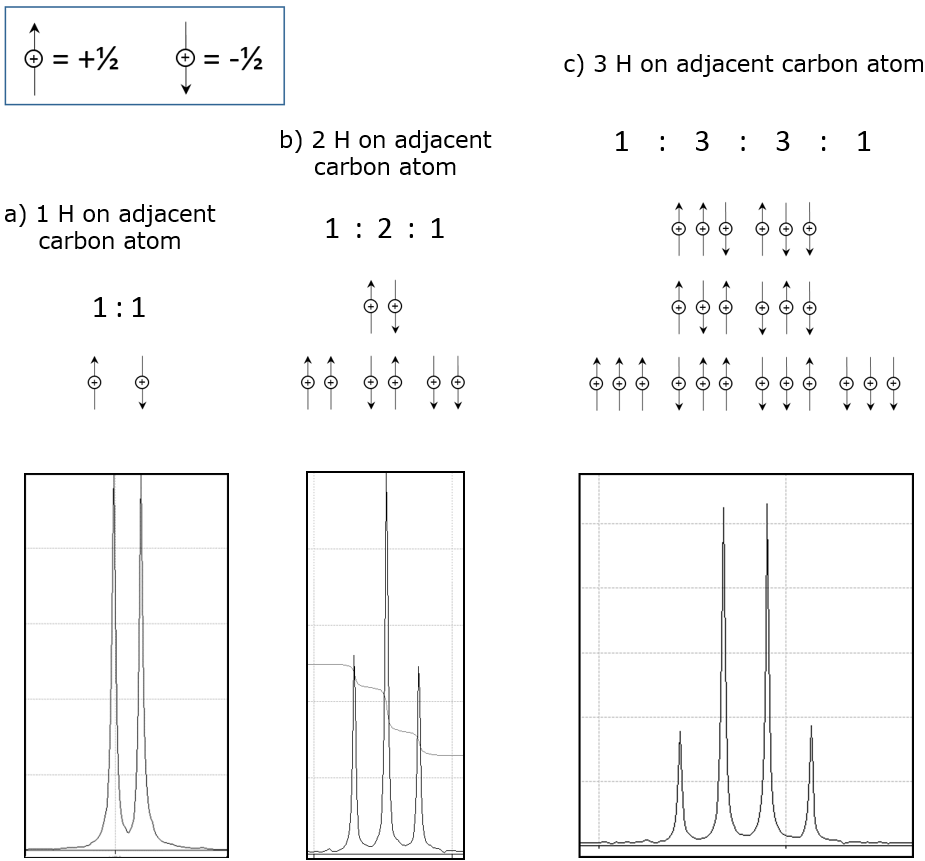 = +½ = -½
c) 3 H on adjacent carbon atom
1 : 3 : 3 : 1
b) 2 H on adjacent
carbon atom
1 : 2 : 1
a) 1 H on adjacent
carbon atom
1 : 1